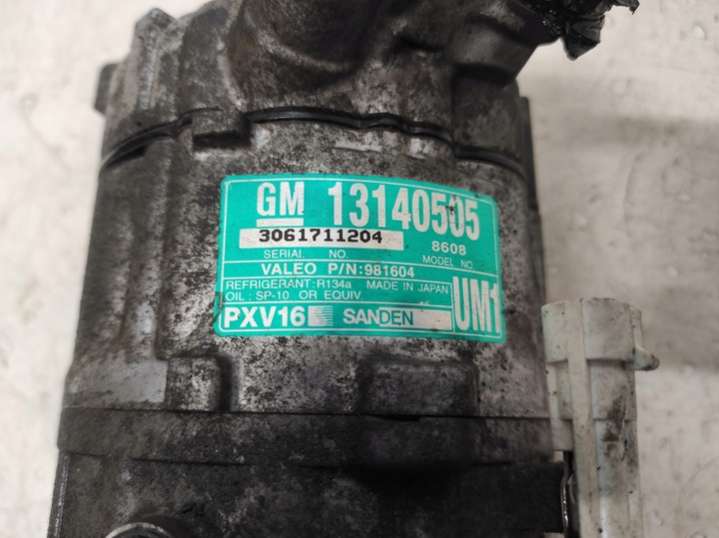 GM 13140505
3061711204 8608
SERIAL NO. MODEL NO.
VALEO P/N:981604
REFRIGERANT:R134a MADE IN JAPAN
OIL : SP-10 OR EQUIV
PXV16 SANDEN UM1